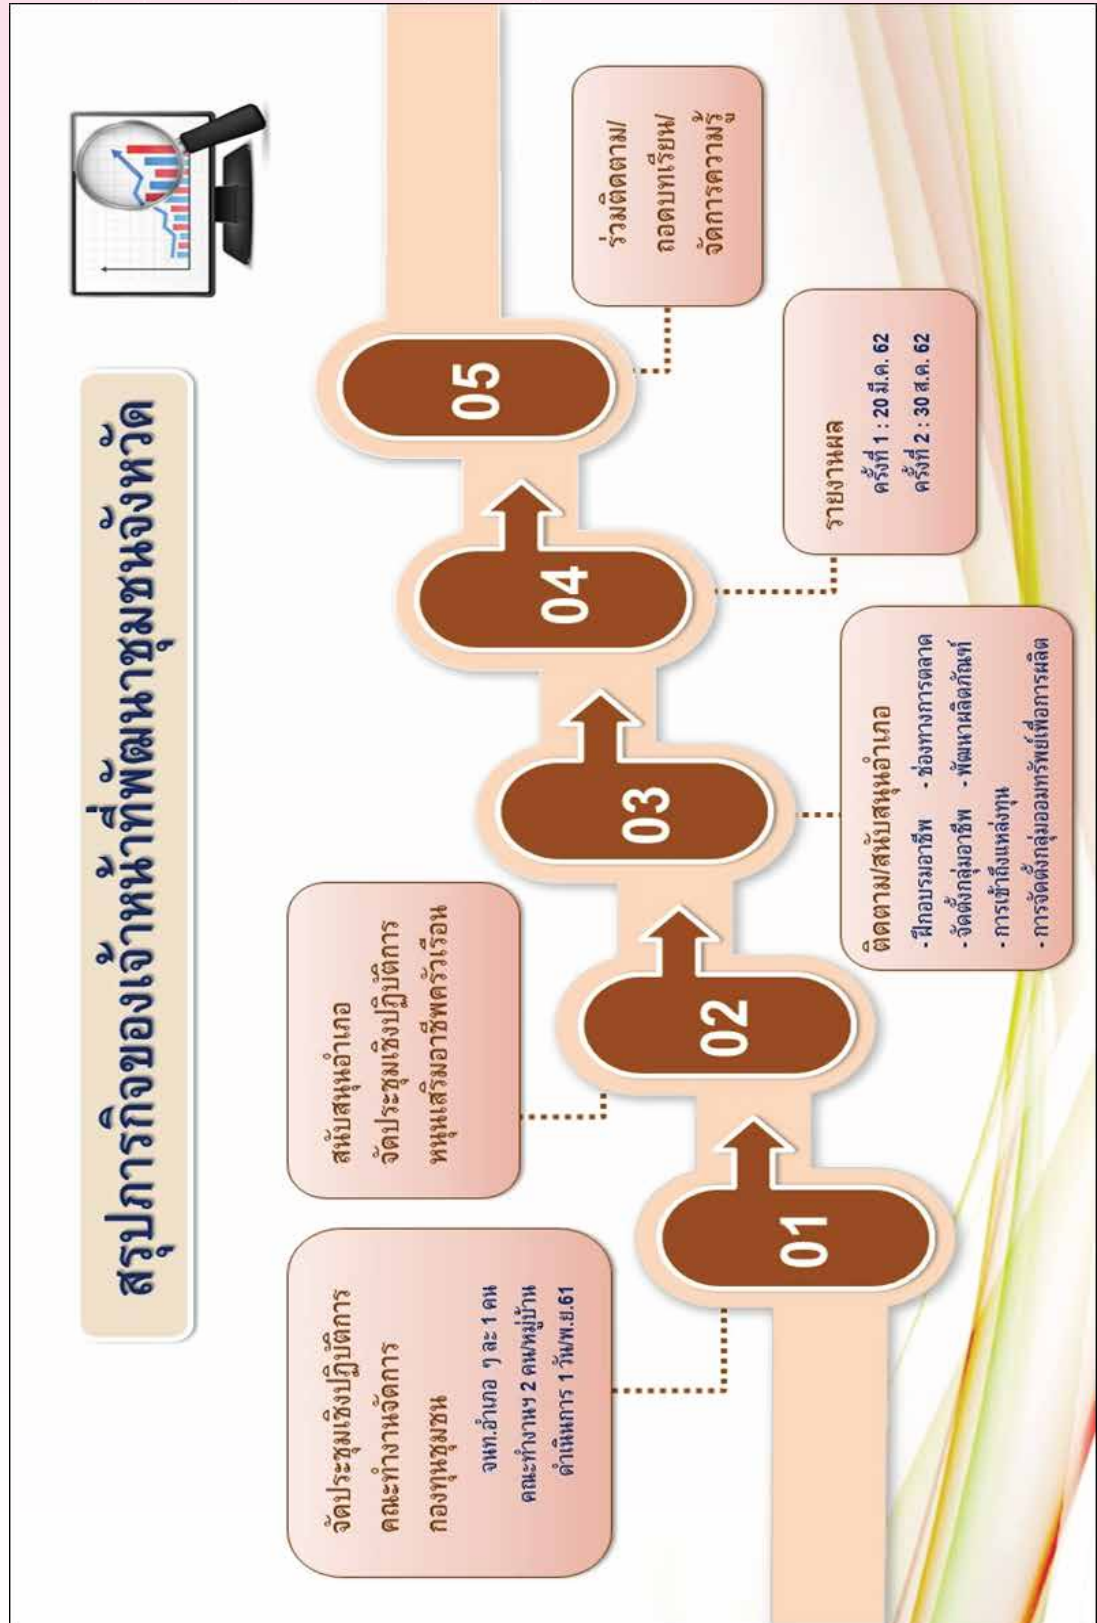 สรุปภารกิจของเจ้าหน้าที่พัฒนาชุมชนจังหวัด
จัดประชุมเชิงปฏิบัติการ
คณะทำงานจัดการ
กองทุนชุมชน
จนท.อำเภอ ๆ ละ 1 คน
คณะทำงานฯ 2 คน/หมู่บ้าน
ดำเนินการ 1 วัน/พ.ย.61
01
สนับสนุนอำเภอ
จัดประชุมเชิงปฏิบัติการ
หนุนเสริมอาชีพครัวเรือน
02
03
ติดตาม/สนับสนุนอำเภอ
- ฝึกอบรมอาชีพ - ช่องทางการตลาด
- จัดตั้งกลุ่มอาชีพ - พัฒนาผลิตภัณฑ์
- การเข้าถึงแหล่งทุน
- การจัดตั้งกลุ่มออมทรัพย์เพื่อการผลิต
04
รายงานผล
ครั้งที่ 1 : 20 มี.ค. 62
ครั้งที่ 2 : 30 ส.ค. 62
05
ร่วมติดตาม/
ถอดบทเรียน/
จัดการความรู้